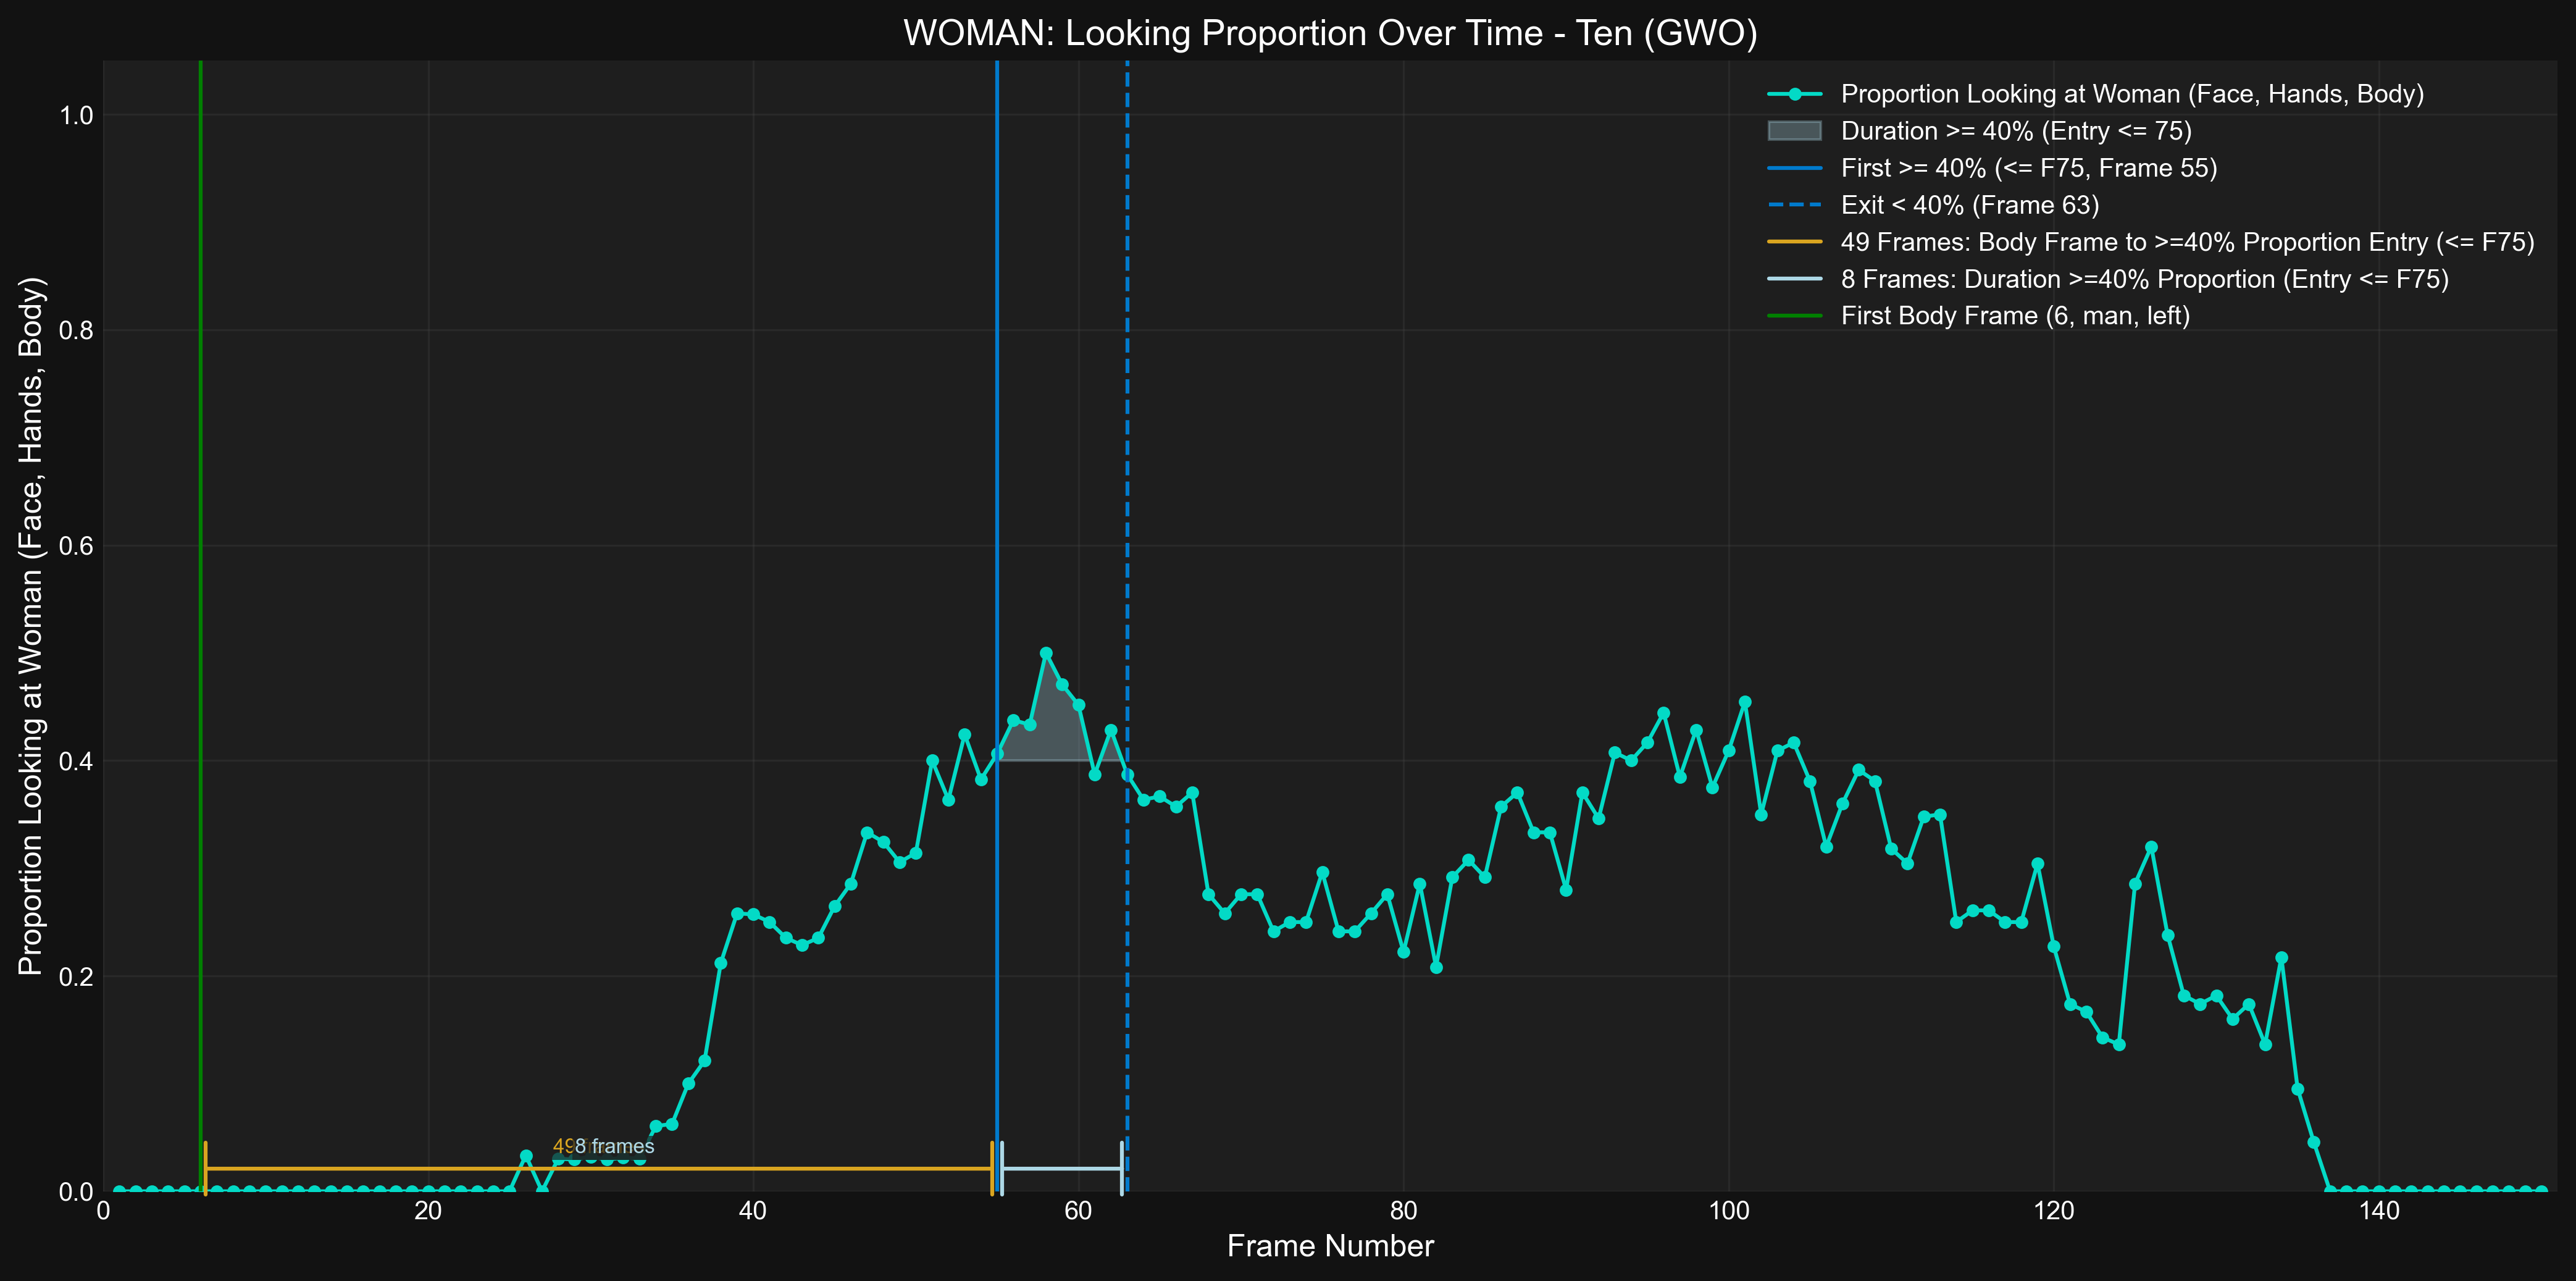 WOMAN: Looking Proportion Over Time - Ten (GWO)
Proportion Looking at Woman (Face, Hands, Body)
1.0
0.8
0.6
0.4
0.2
0.0
Proportion Looking at Woman (Face, Hands, Body)
Duration >= 40% (Entry <= 75)
First >= 40% (<= F75, Frame 55)
Exit < 40% (Frame 63)
49 Frames: Body Frame to >=40% Proportion Entry (<= F75)
8 Frames: Duration >=40% Proportion (Entry <= F75)
First Body Frame (6, man, left)
49
8 frames
0
20
40
60
80
100
120
140
Frame Number